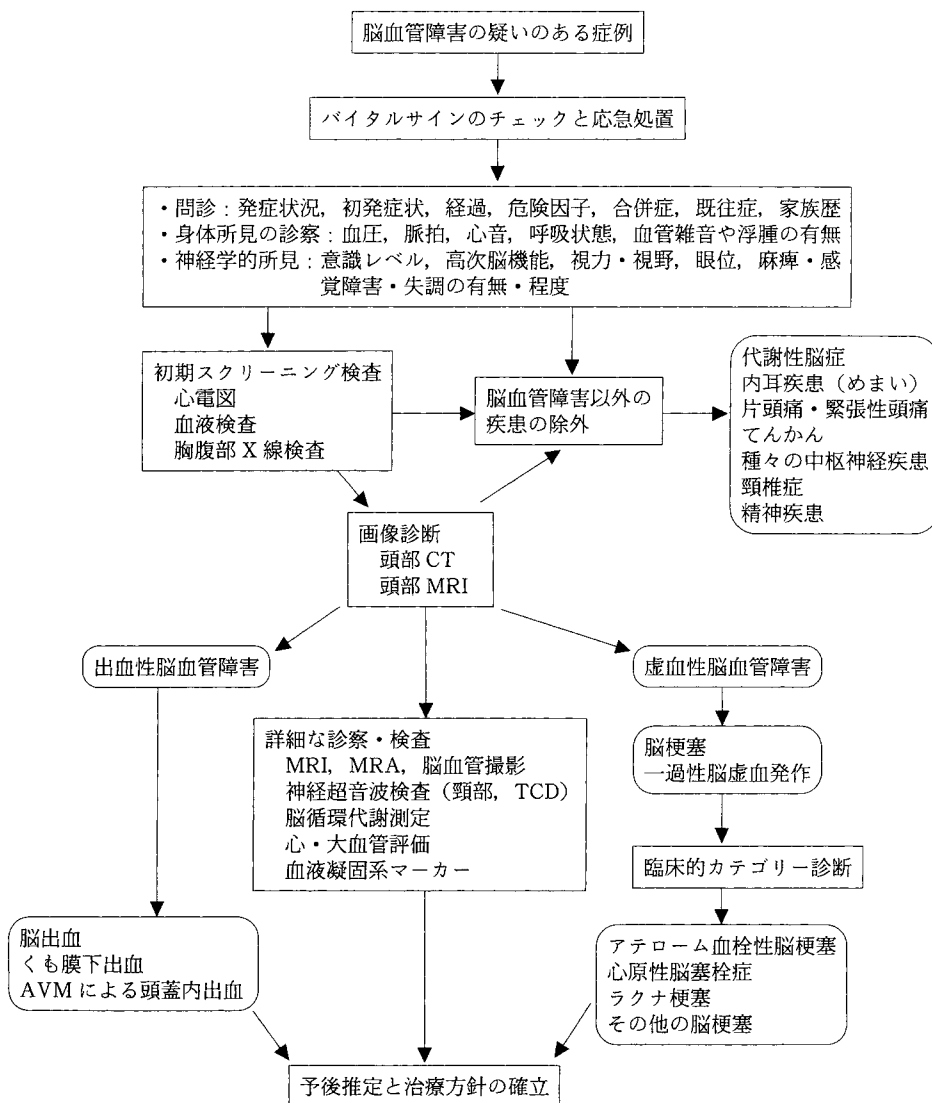 脳血管障害の疑いのある症例
バイタルサインのチェックと応急処置
・問診：発症状況，初発症状，経過，危険因子，合併症，既往症，家族歴
・身体所見の診察：血圧，脈拍，心音，呼吸状態，血管雑音や浮腫の有無
・神経学的所見：意識レベル，高次脳機能，視力・視野，眼位，麻痺・感
覚障害・失調の有無・程度
初期スクリーニング検査
心電図
血液検査
胸腹部 X 線検査
脳血管障害以外の
疾患の除外
代謝性脳症
内耳疾患（めまい）
片頭痛・緊張性頭痛
てんかん
種々の中枢神経疾患
頸椎症
精神疾患
画像診断
頭部 CT
頭部 MRI
出血性脳血管障害
虚血性脳血管障害
詳細な診察・検査
MRI，MRA，脳血管撮影
神経超音波検査（頸部，TCD）
脳循環代謝測定
心・大血管評価
血液凝固系マーカー
脳梗塞
一過性脳虚血発作
臨床的カテゴリー診断
脳出血
くも膜下出血
AVM による頭蓋内出血
アテローム血栓性脳梗塞
心原性脳塞栓症
ラクナ梗塞
その他の脳梗塞
予後推定と治療方針の確立